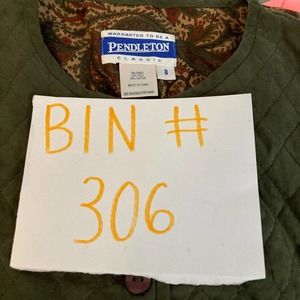 WARRANTED TO BE A
PENDLETON
CLASSIC
8
BIN #
306